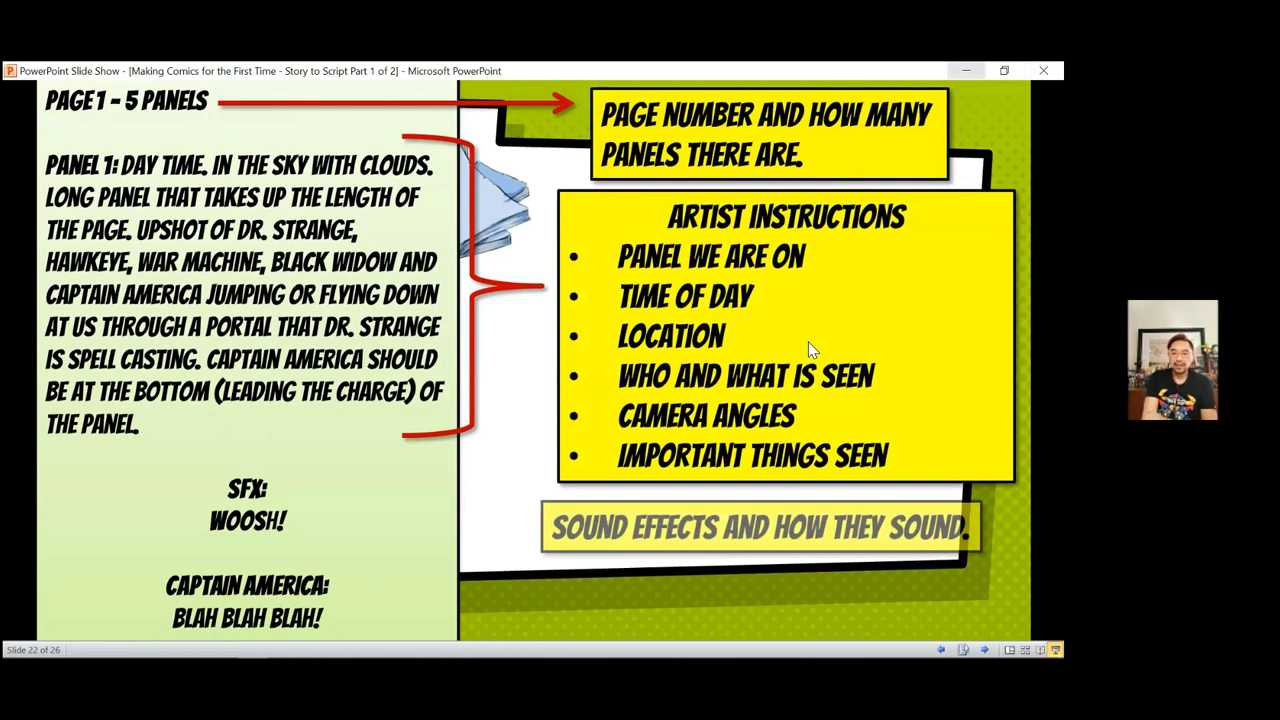 PowerPoint Slide Show - [Making Comics for the First Time - Story to Script Part 1 of 2] - Microsoft PowerPoint
PAGE 1 - 5 PANELS
PANEL 1: DAY TIME. IN THE SKY WITH CLOUDS.
LONG PANEL THAT TAKES UP THE LENGTH OF
THE PAGE. UPSHOT OF DR. STRANGE,
HAWKEYE, WAR MACHINE, BLACK WIDOW AND
CAPTAIN AMERICA JUMPING OR FLYING DOWN
AT US THROUGH A PORTAL THAT DR. STRANGE
IS SPELL CASTING. CAPTAIN AMERICA SHOULD
BE AT THE BOTTOM (LEADING THE CHARGE) OF
THE PANEL.
SFX:
WOOSH!
CAPTAIN AMERICA:
BLAH BLAH BLAH!
PAGE NUMBER AND HOW MANY
PANELS THERE ARE.
ARTIST INSTRUCTIONS
• PANEL WE ARE ON
• TIME OF DAY
• LOCATION
• WHO AND WHAT IS SEEN
• CAMERA ANGLES
• IMPORTANT THINGS SEEN
SOUND EFFECTS AND HOW THEY SOUND.
Slide 22 of 26